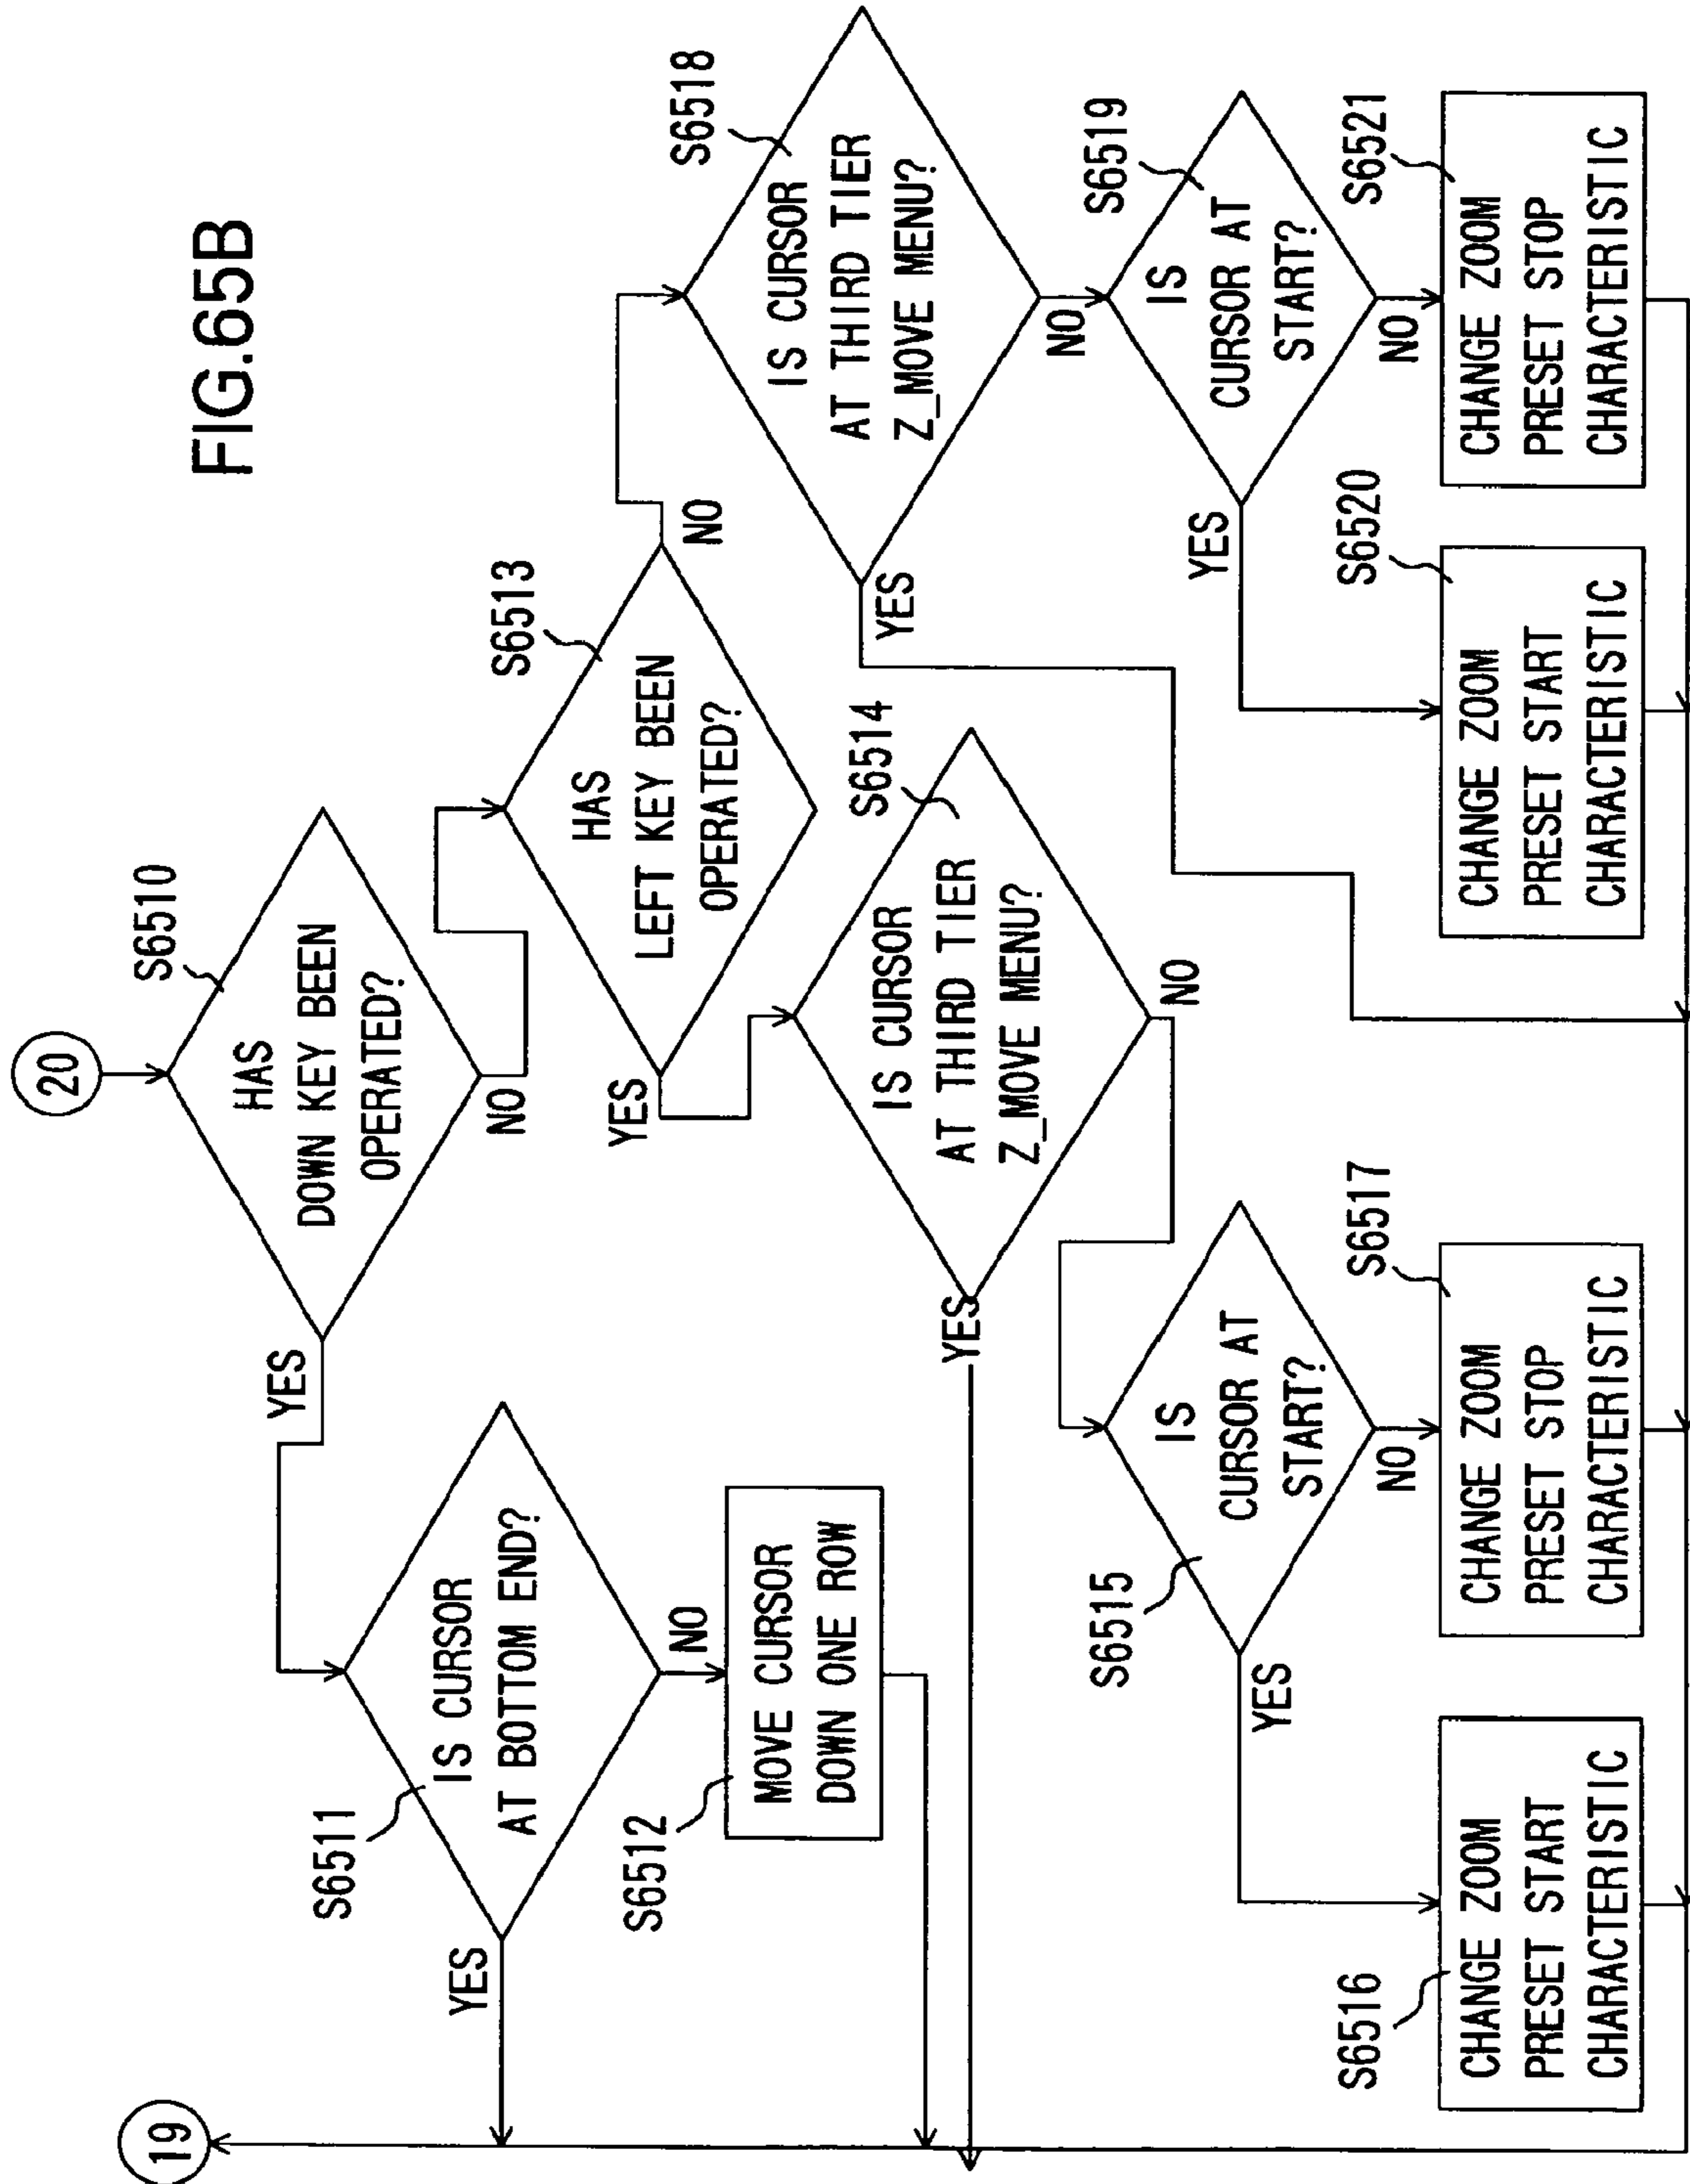 FIG.65B
20
S6510
HAS
DOWN KEY BEEN
OPERATED?
YES
NO
S6511
IS CURSOR
AT BOTTOM END?
YES
NO
S6512
MOVE CURSOR
DOWN ONE ROW
19
S6513
HAS
LEFT KEY BEEN
OPERATED?
YES
NO
S6514
IS CURSOR
AT THIRD TIER
Z_MOVE MENU?
YES
NO
S6515
IS
CURSOR AT
START?
YES
NO
S6516
CHANGE ZOOM
PRESET START
CHARACTERISTIC
S6517
CHANGE ZOOM
PRESET STOP
CHARACTERISTIC
S6518
IS CURSOR
AT THIRD TIER
Z_MOVE MENU?
YES
NO
S6519
IS
CURSOR AT
START?
YES
NO
S6520
CHANGE ZOOM
PRESET START
CHARACTERISTIC
S6521
CHANGE ZOOM
PRESET STOP
CHARACTERISTIC